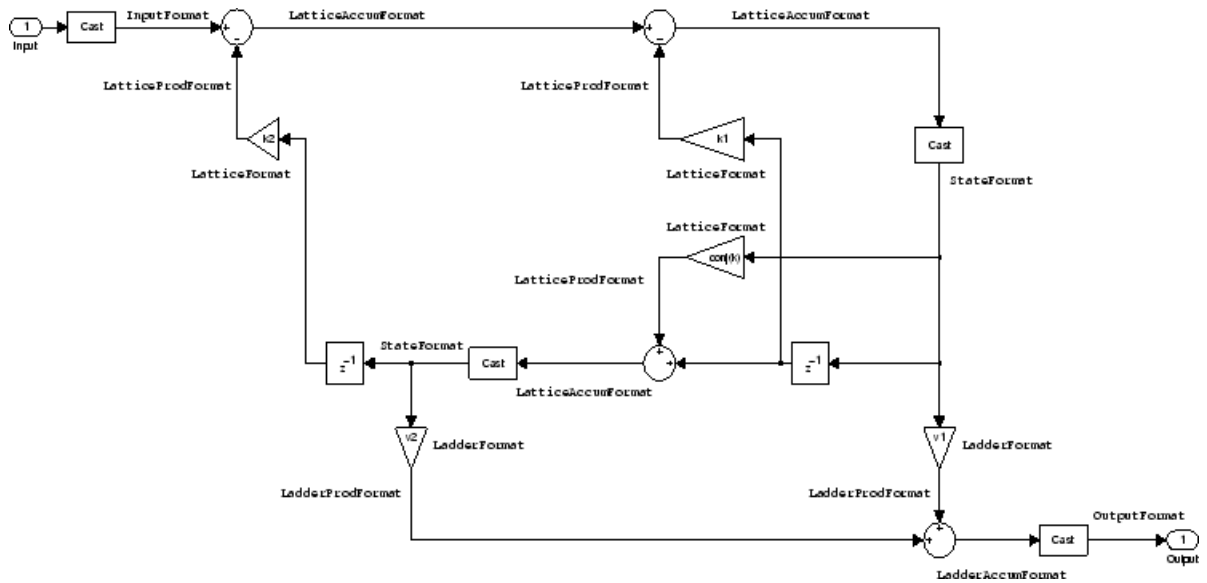 1
Input
Cast
InputFormat
+
−
LatticeAccumFormat
+
−
LatticeAccumFormat
LatticeProdFormat
LatticeProdFormat
k2
k1
Cast
LatticeFormat
LatticeFormat
StateFormat
LatticeFormat
conj(k)
LatticeProdFormat
z−1
StateFormat
Cast
+
+
z−1
LatticeAccumFormat
v2
LadderFormat
v1
LadderFormat
LadderProdFormat
LadderProdFormat
+
+
Cast
OutputFormat
1
Output
LadderAccumFormat